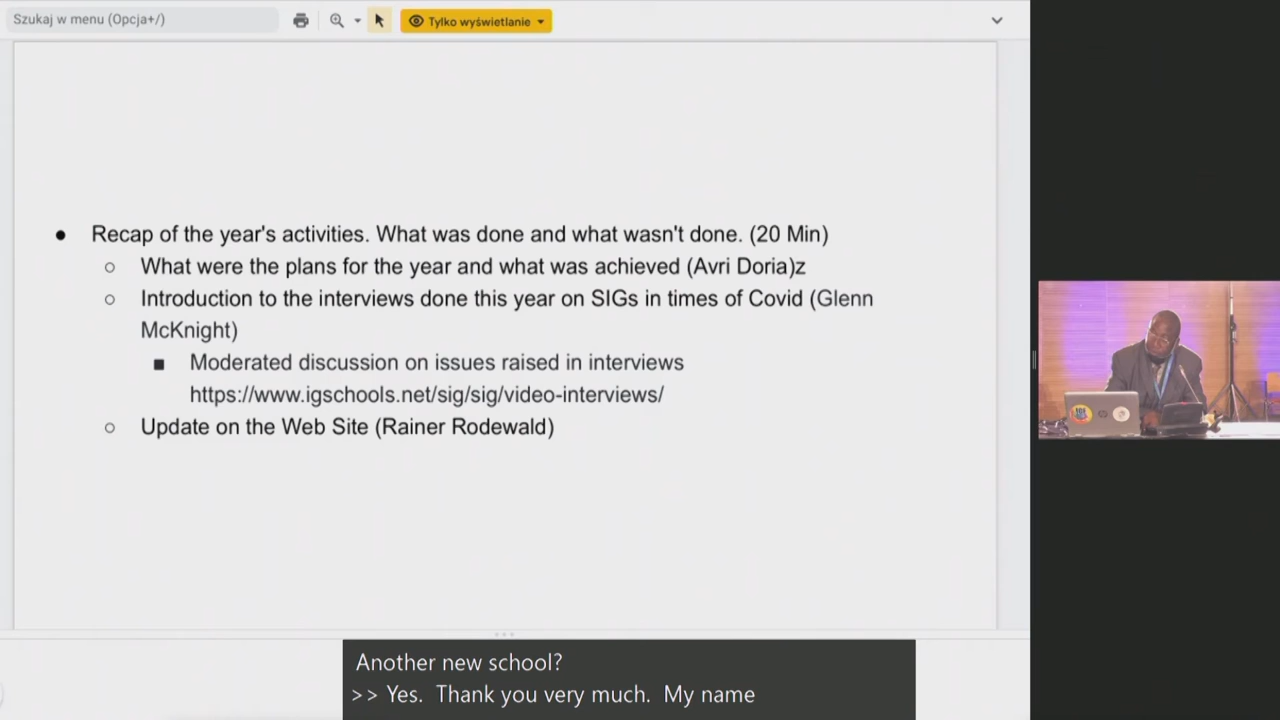 Szukaj w menu (Opcja+/)
Tylko wyświetlanie
● Recap of the year's activities. What was done and what wasn't done. (20 Min)
○ What were the plans for the year and what was achieved (Avri Doria)z
○ Introduction to the interviews done this year on SIGs in times of Covid (Glenn
McKnight)
■ Moderated discussion on issues raised in interviews
https://www.igschools.net/sig/sig/video-interviews/
○ Update on the Web Site (Rainer Rodewald)
Another new school?
>> Yes. Thank you very much. My name